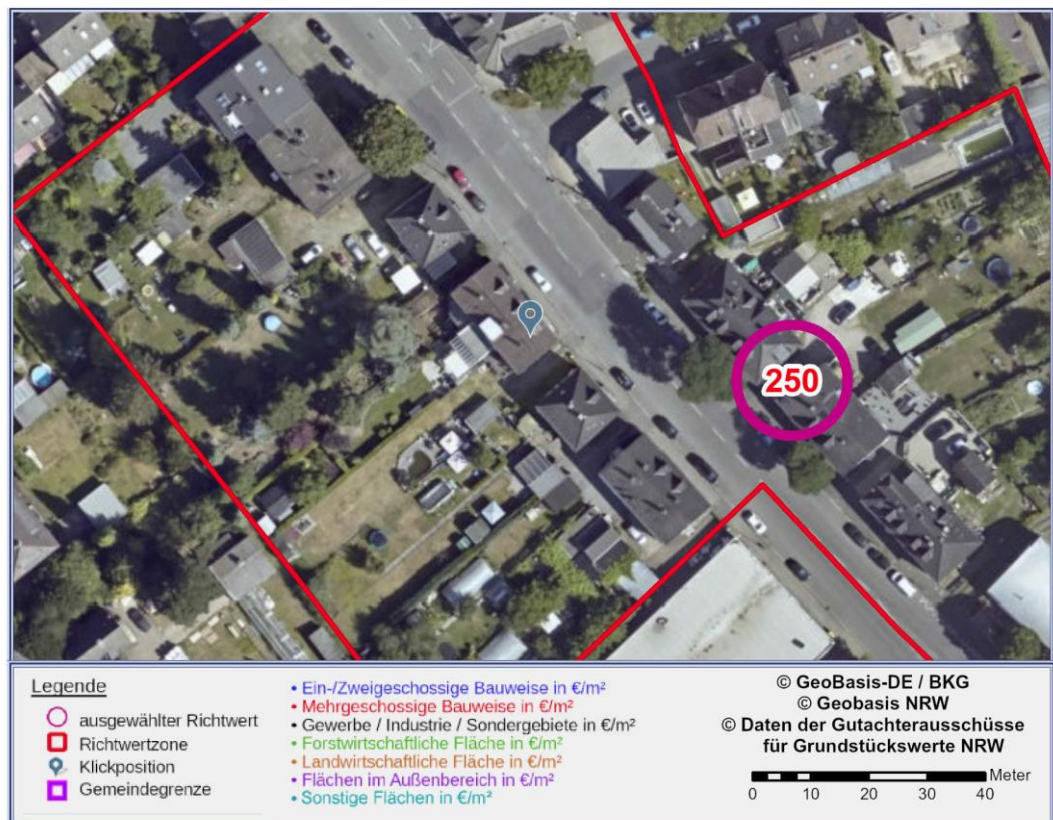 250
Legende
ausgewählter Richtwert
Richtwertzone
Klickposition
Gemeindegrenze
• Ein-/Zweigeschossige Bauweise in €/m²
• Mehrgeschossige Bauweise in €/m²
• Gewerbe / Industrie / Sondergebiete in €/m²
• Forstwirtschaftliche Fläche in €/m²
• Landwirtschaftliche Fläche in €/m²
• Flächen im Außenbereich in €/m²
• Sonstige Flächen in €/m²
© GeoBasis-DE / BKG
© Geobasis NRW
© Daten der Gutachterausschüsse
für Grundstückswerte NRW
Meter
0 10 20 30 40